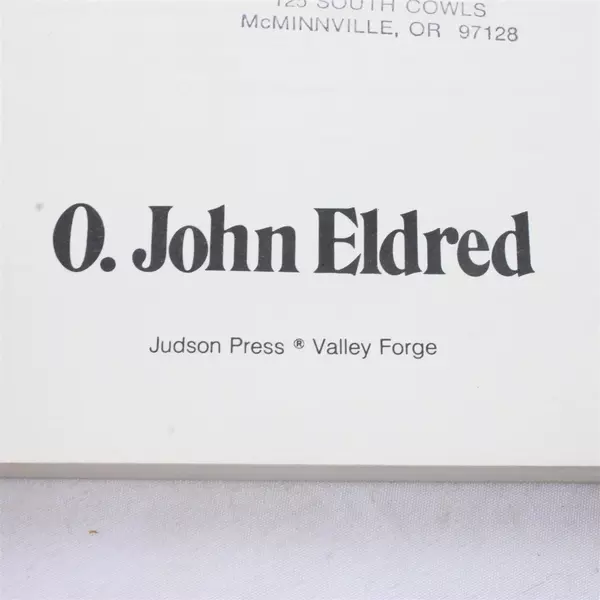 125 SOUTH COWLS
McMINNVILLE, OR 97128
O. John Eldred
Judson Press ® Valley Forge